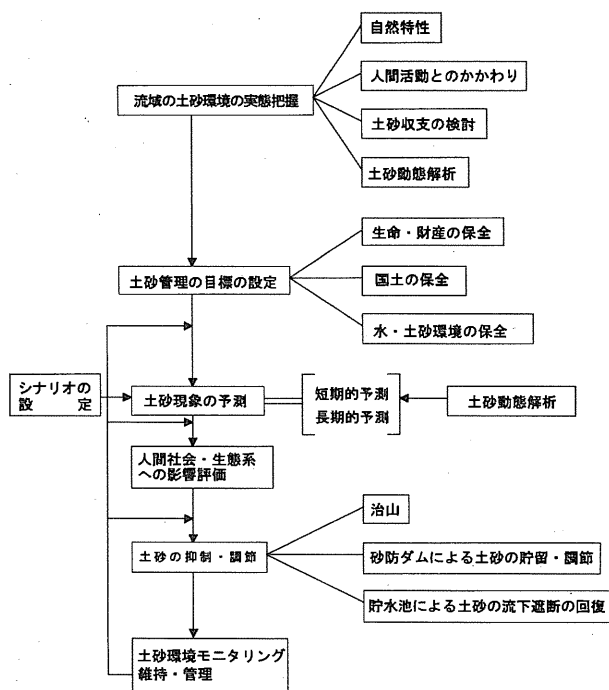 自然特性
人間活動とのかかわり
流域の土砂環境の実態把握
土砂収支の検討
土砂動態解析
生命・財産の保全
土砂管理の目標の設定
国土の保全
水・土砂環境の保全
シナリオの
設　　定
土砂現象の予測
短期的予測
長期的予測
土砂動態解析
人間社会・生態系
への影響評価
治山
土砂の抑制・調節
砂防ダムによる土砂の貯留・調節
貯水池による土砂の流下遮断の回復
土砂環境モニタリング
維持・管理